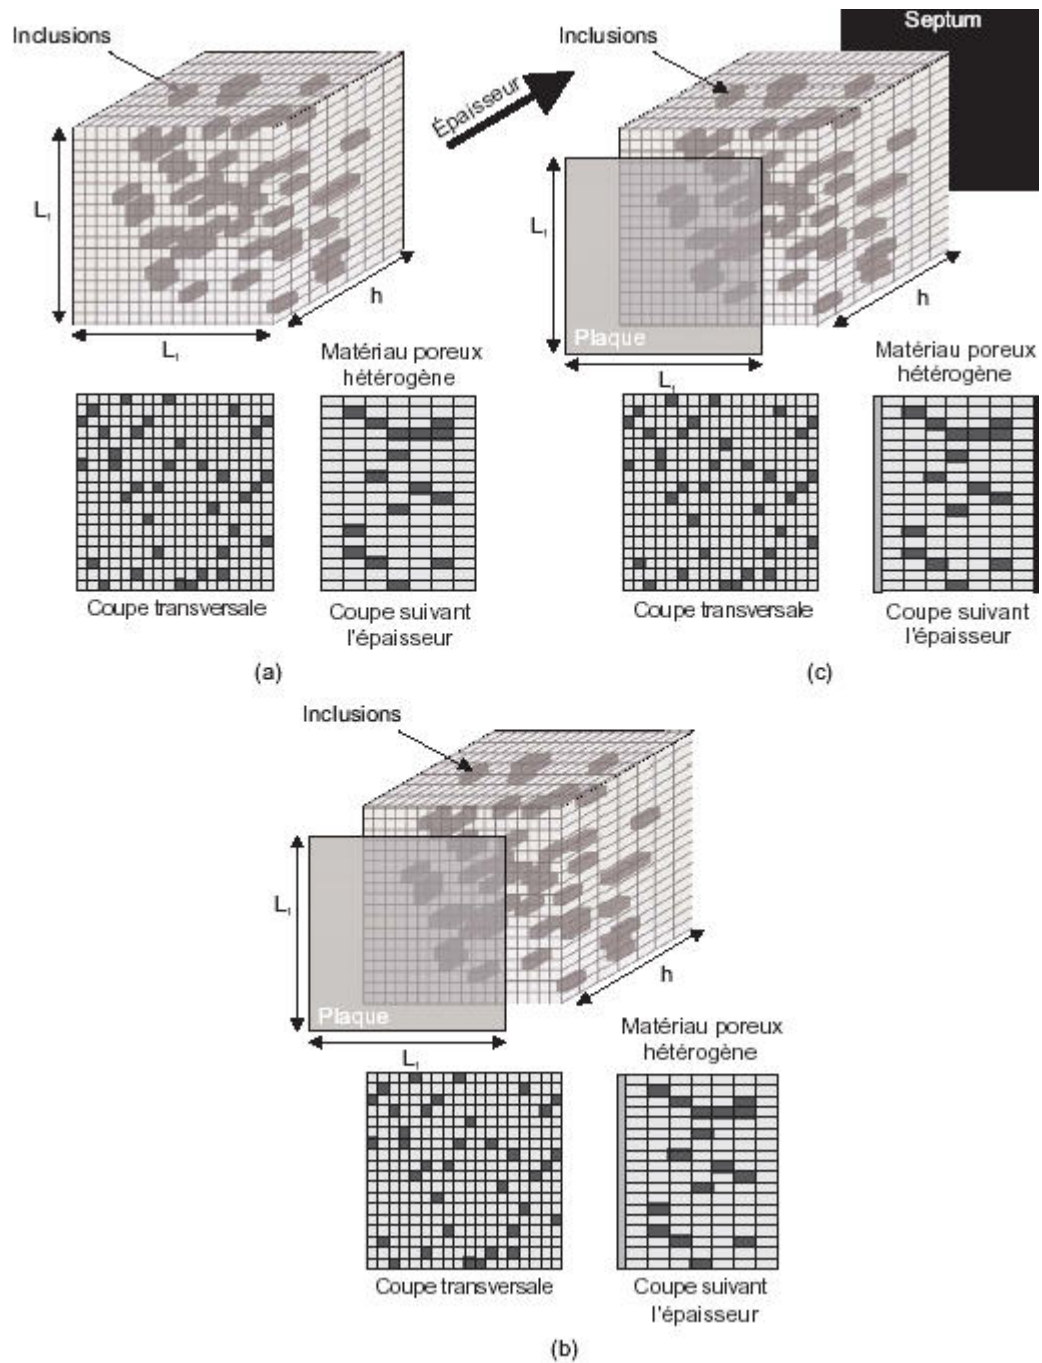 Inclusions
L₁
L₁
h
Matériau poreux
hétérogène
Coupe transversale
Coupe suivant
l'épaisseur
(a)
Épaisseur
Septum
Inclusions
L₁
Plaque
L₁
h
Matériau poreux
hétérogène
Coupe transversale
Coupe suivant
l'épaisseur
(c)
Inclusions
L₁
Plaque
L₁
h
Matériau poreux
hétérogène
Coupe transversale
Coupe suivant
l'épaisseur
(b)